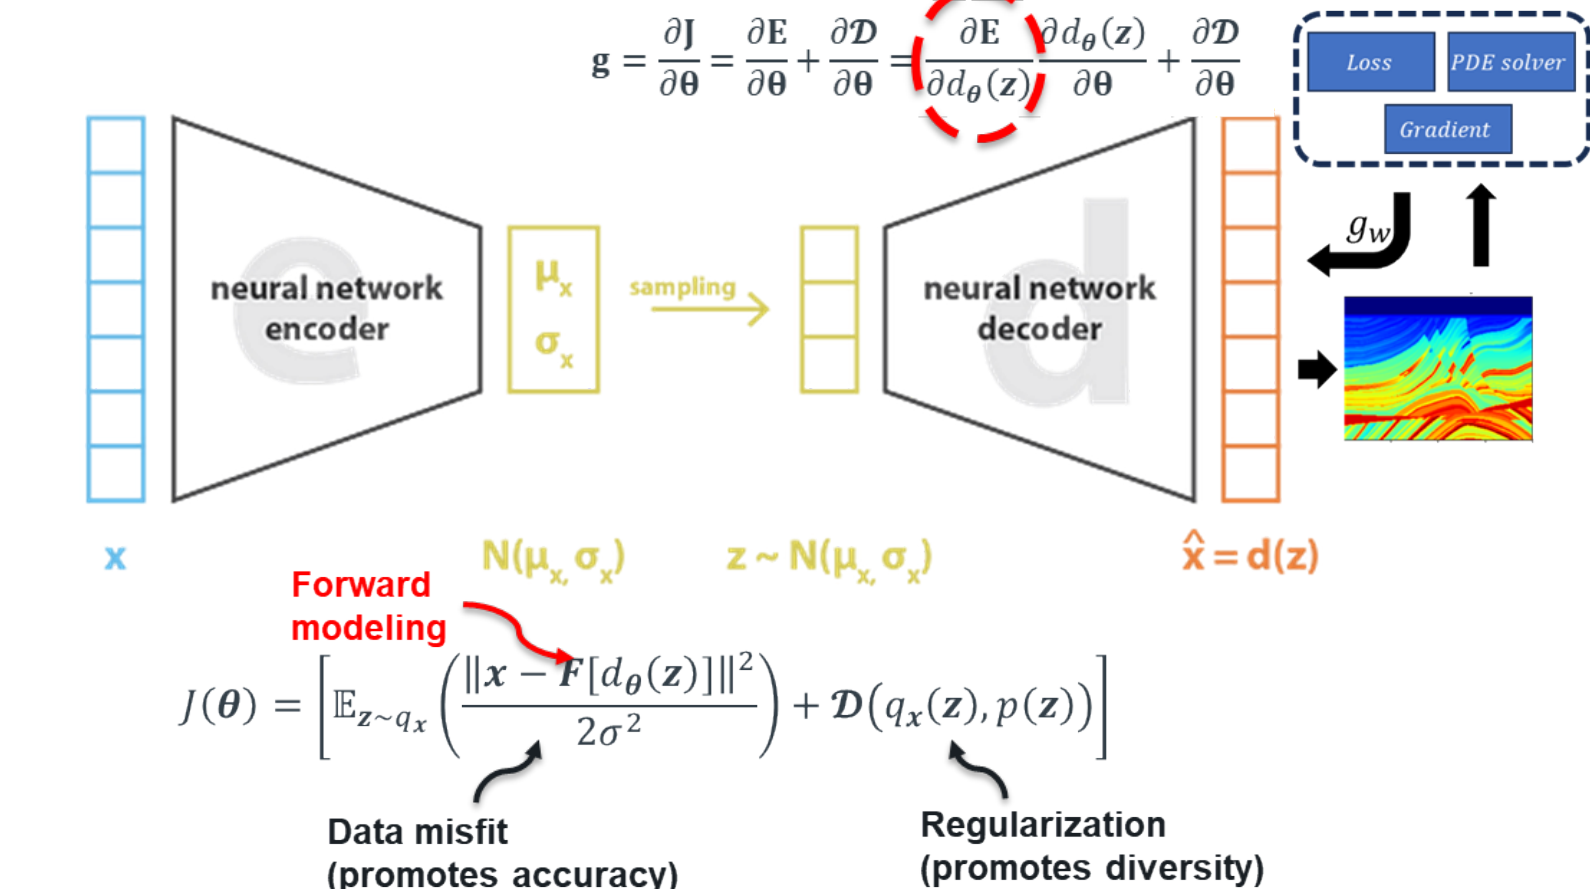 g = ∂J/∂θ = ∂E/∂θ + ∂𝓓/∂θ = ∂E/∂d_θ(z) ∂d_θ(z)/∂θ + ∂𝓓/∂θ
Loss
PDE solver
Gradient
g_w
e
neural network
encoder
μ_x
σ_x
sampling
d
neural network
decoder
x
N(μ_x, σ_x)
z ~ N(μ_x, σ_x)
x̂ = d(z)
Forward
modeling
J(θ) = [𝔼_{z~q_x} (‖x − F[d_θ(z)]‖² / 2σ²) + 𝓓(q_x(z), p(z))]
Data misfit
(promotes accuracy)
Regularization
(promotes diversity)